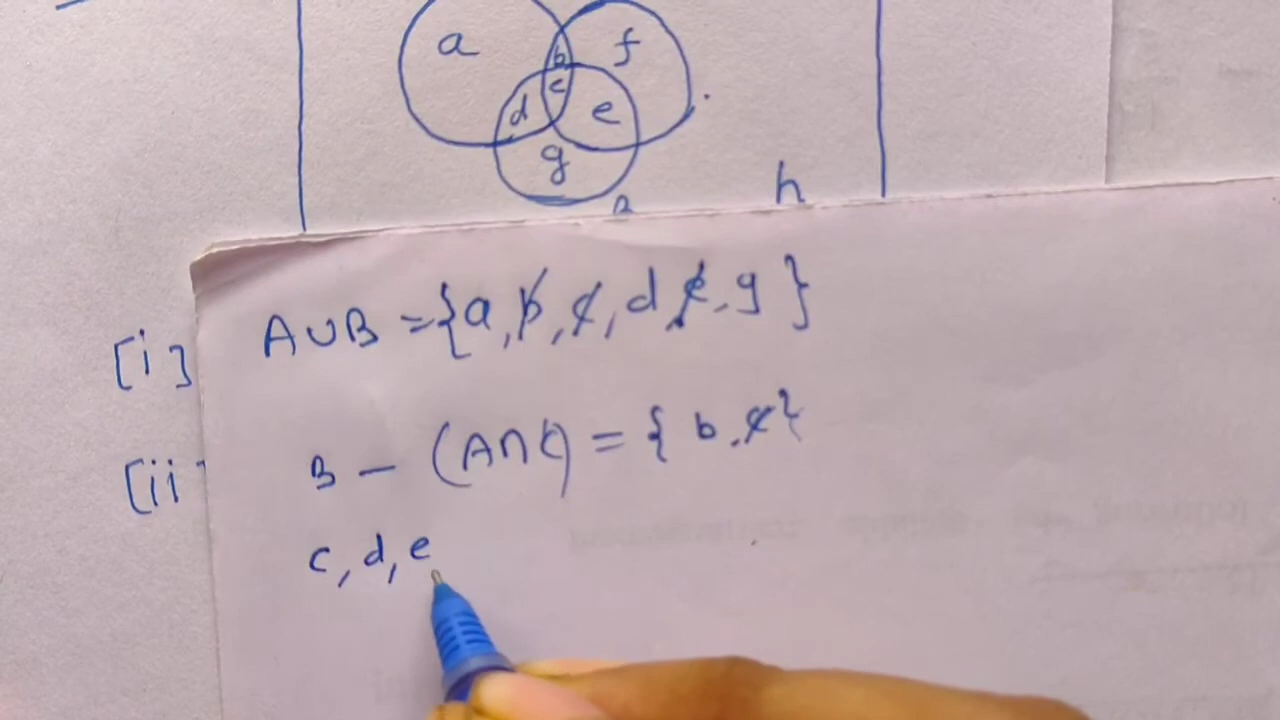 a b f
c
d e
g
h
[i] A∪B = {a, b, c, d, e, g}
[ii B − (A∩C) = { b, c}
c, d, e